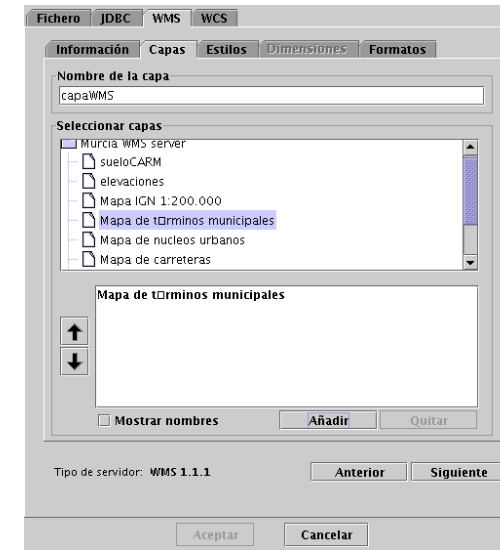 Fichero JDBC WMS WCS
Información Capas Estilos Dimensiones Formatos
Nombre de la capa
capaWMS
Seleccionar capas
Murcia WMS server
sueloCARM
elevaciones
Mapa IGN 1:200.000
Mapa de t□rminos municipales
Mapa de nucleos urbanos
Mapa de carreteras
Mapa de t□rminos municipales
Mostrar nombres Añadir Quitar
Tipo de servidor: WMS 1.1.1 Anterior Siguiente
Aceptar Cancelar